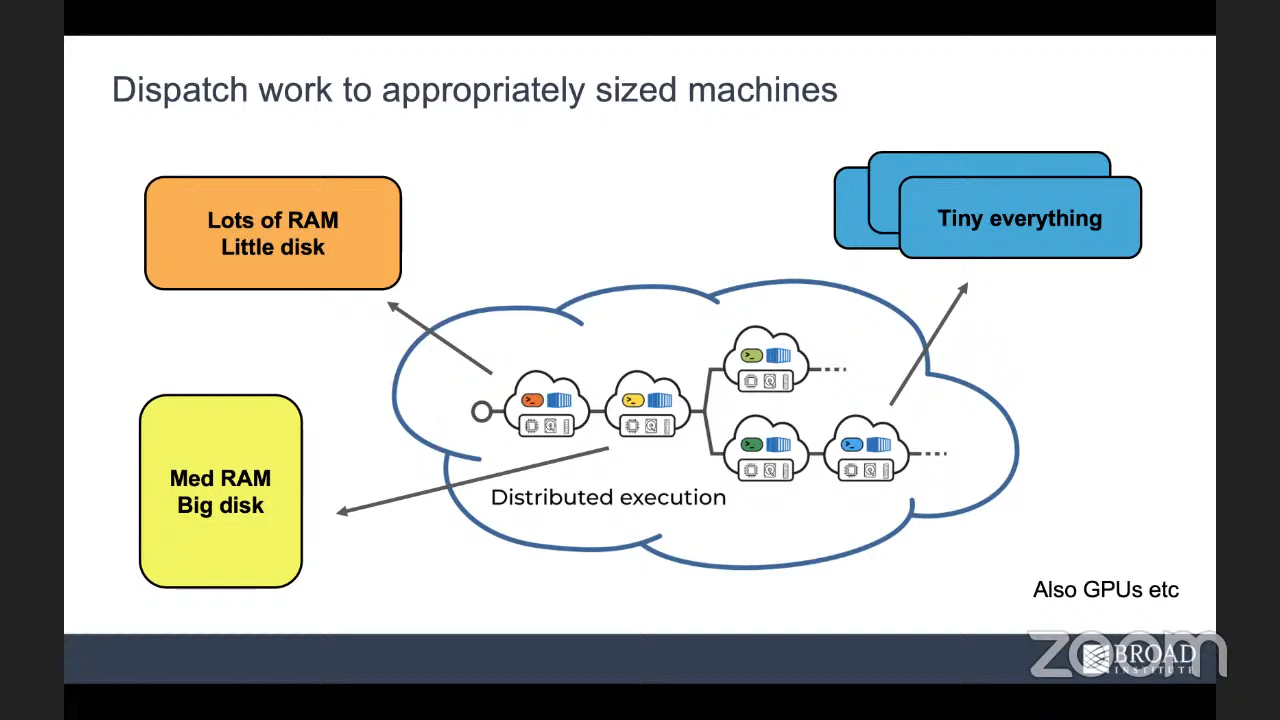 Dispatch work to appropriately sized machines
Lots of RAM
Little disk
Tiny everything
>_
>_
>_
>_
>_
Med RAM
Big disk
Distributed execution
Also GPUs etc
zoom
BROAD
INSTITUTE